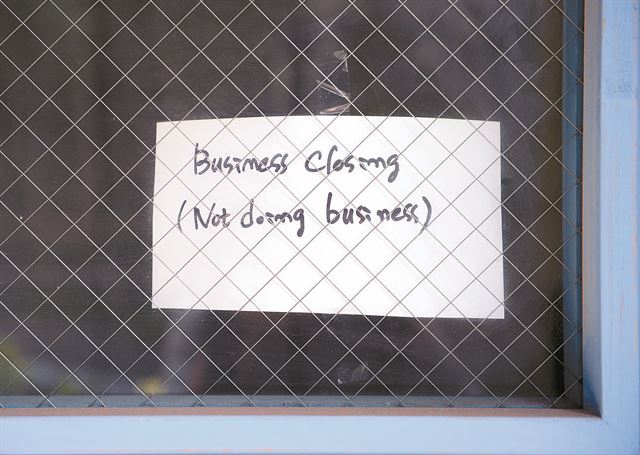 Business Closing
(Not doing business)